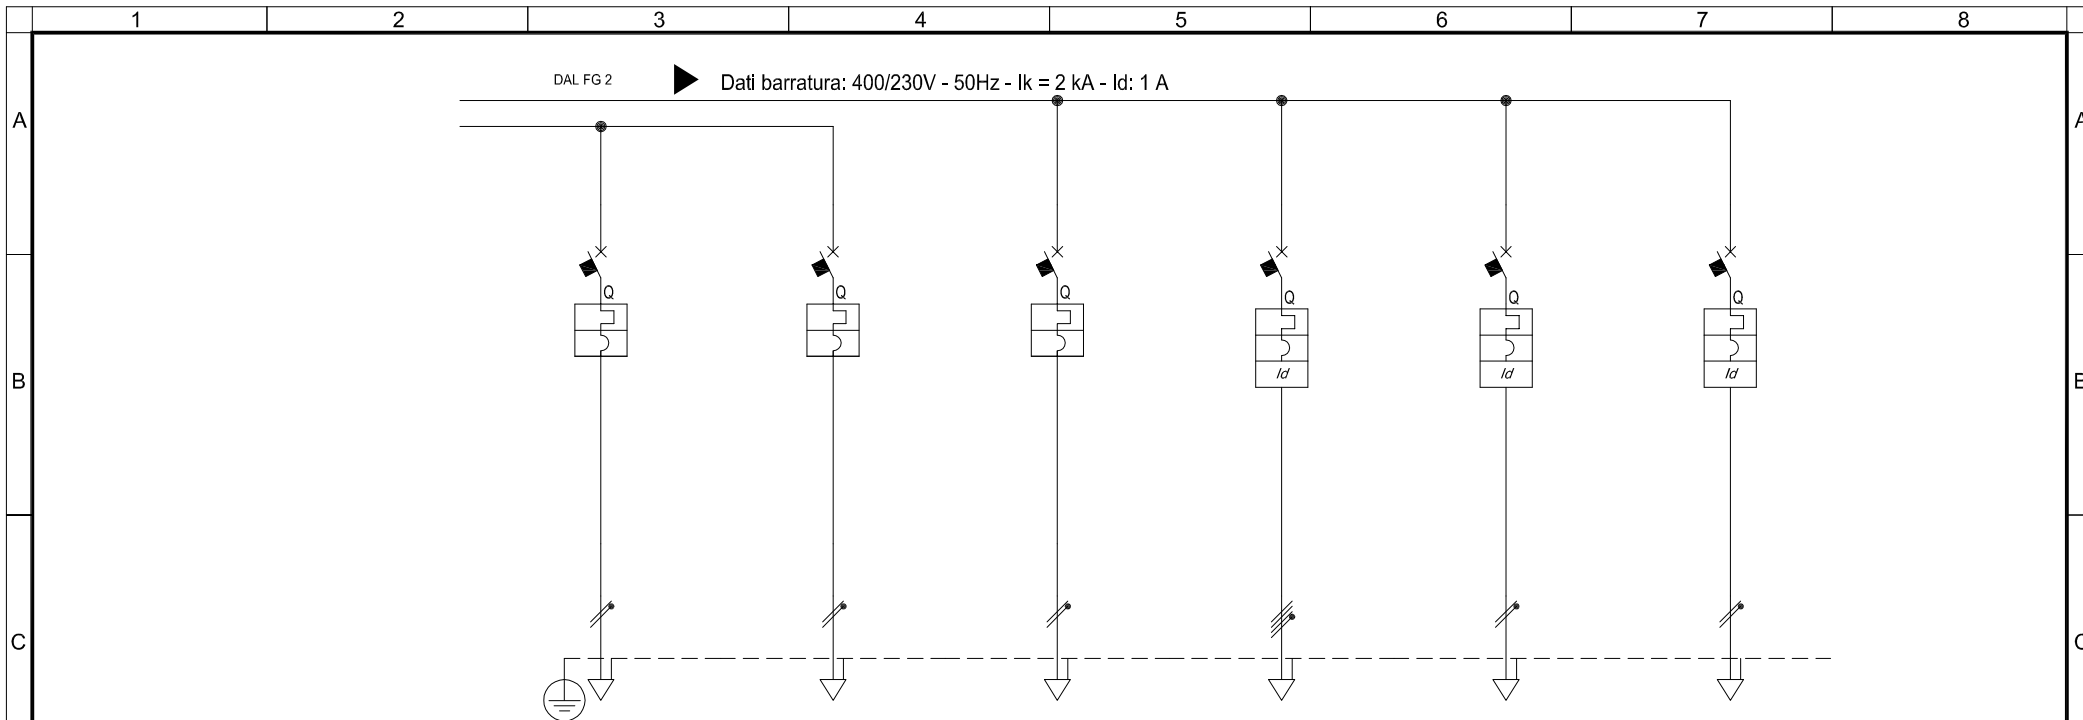 1 2 3 4 5 6 7 8
DAL FG 2 Dati barratura: 400/230V - 50Hz - Ik = 2 kA - Id: 1 A
A A
Q Q Q Q Q Q
Id Id Id
B B
C C